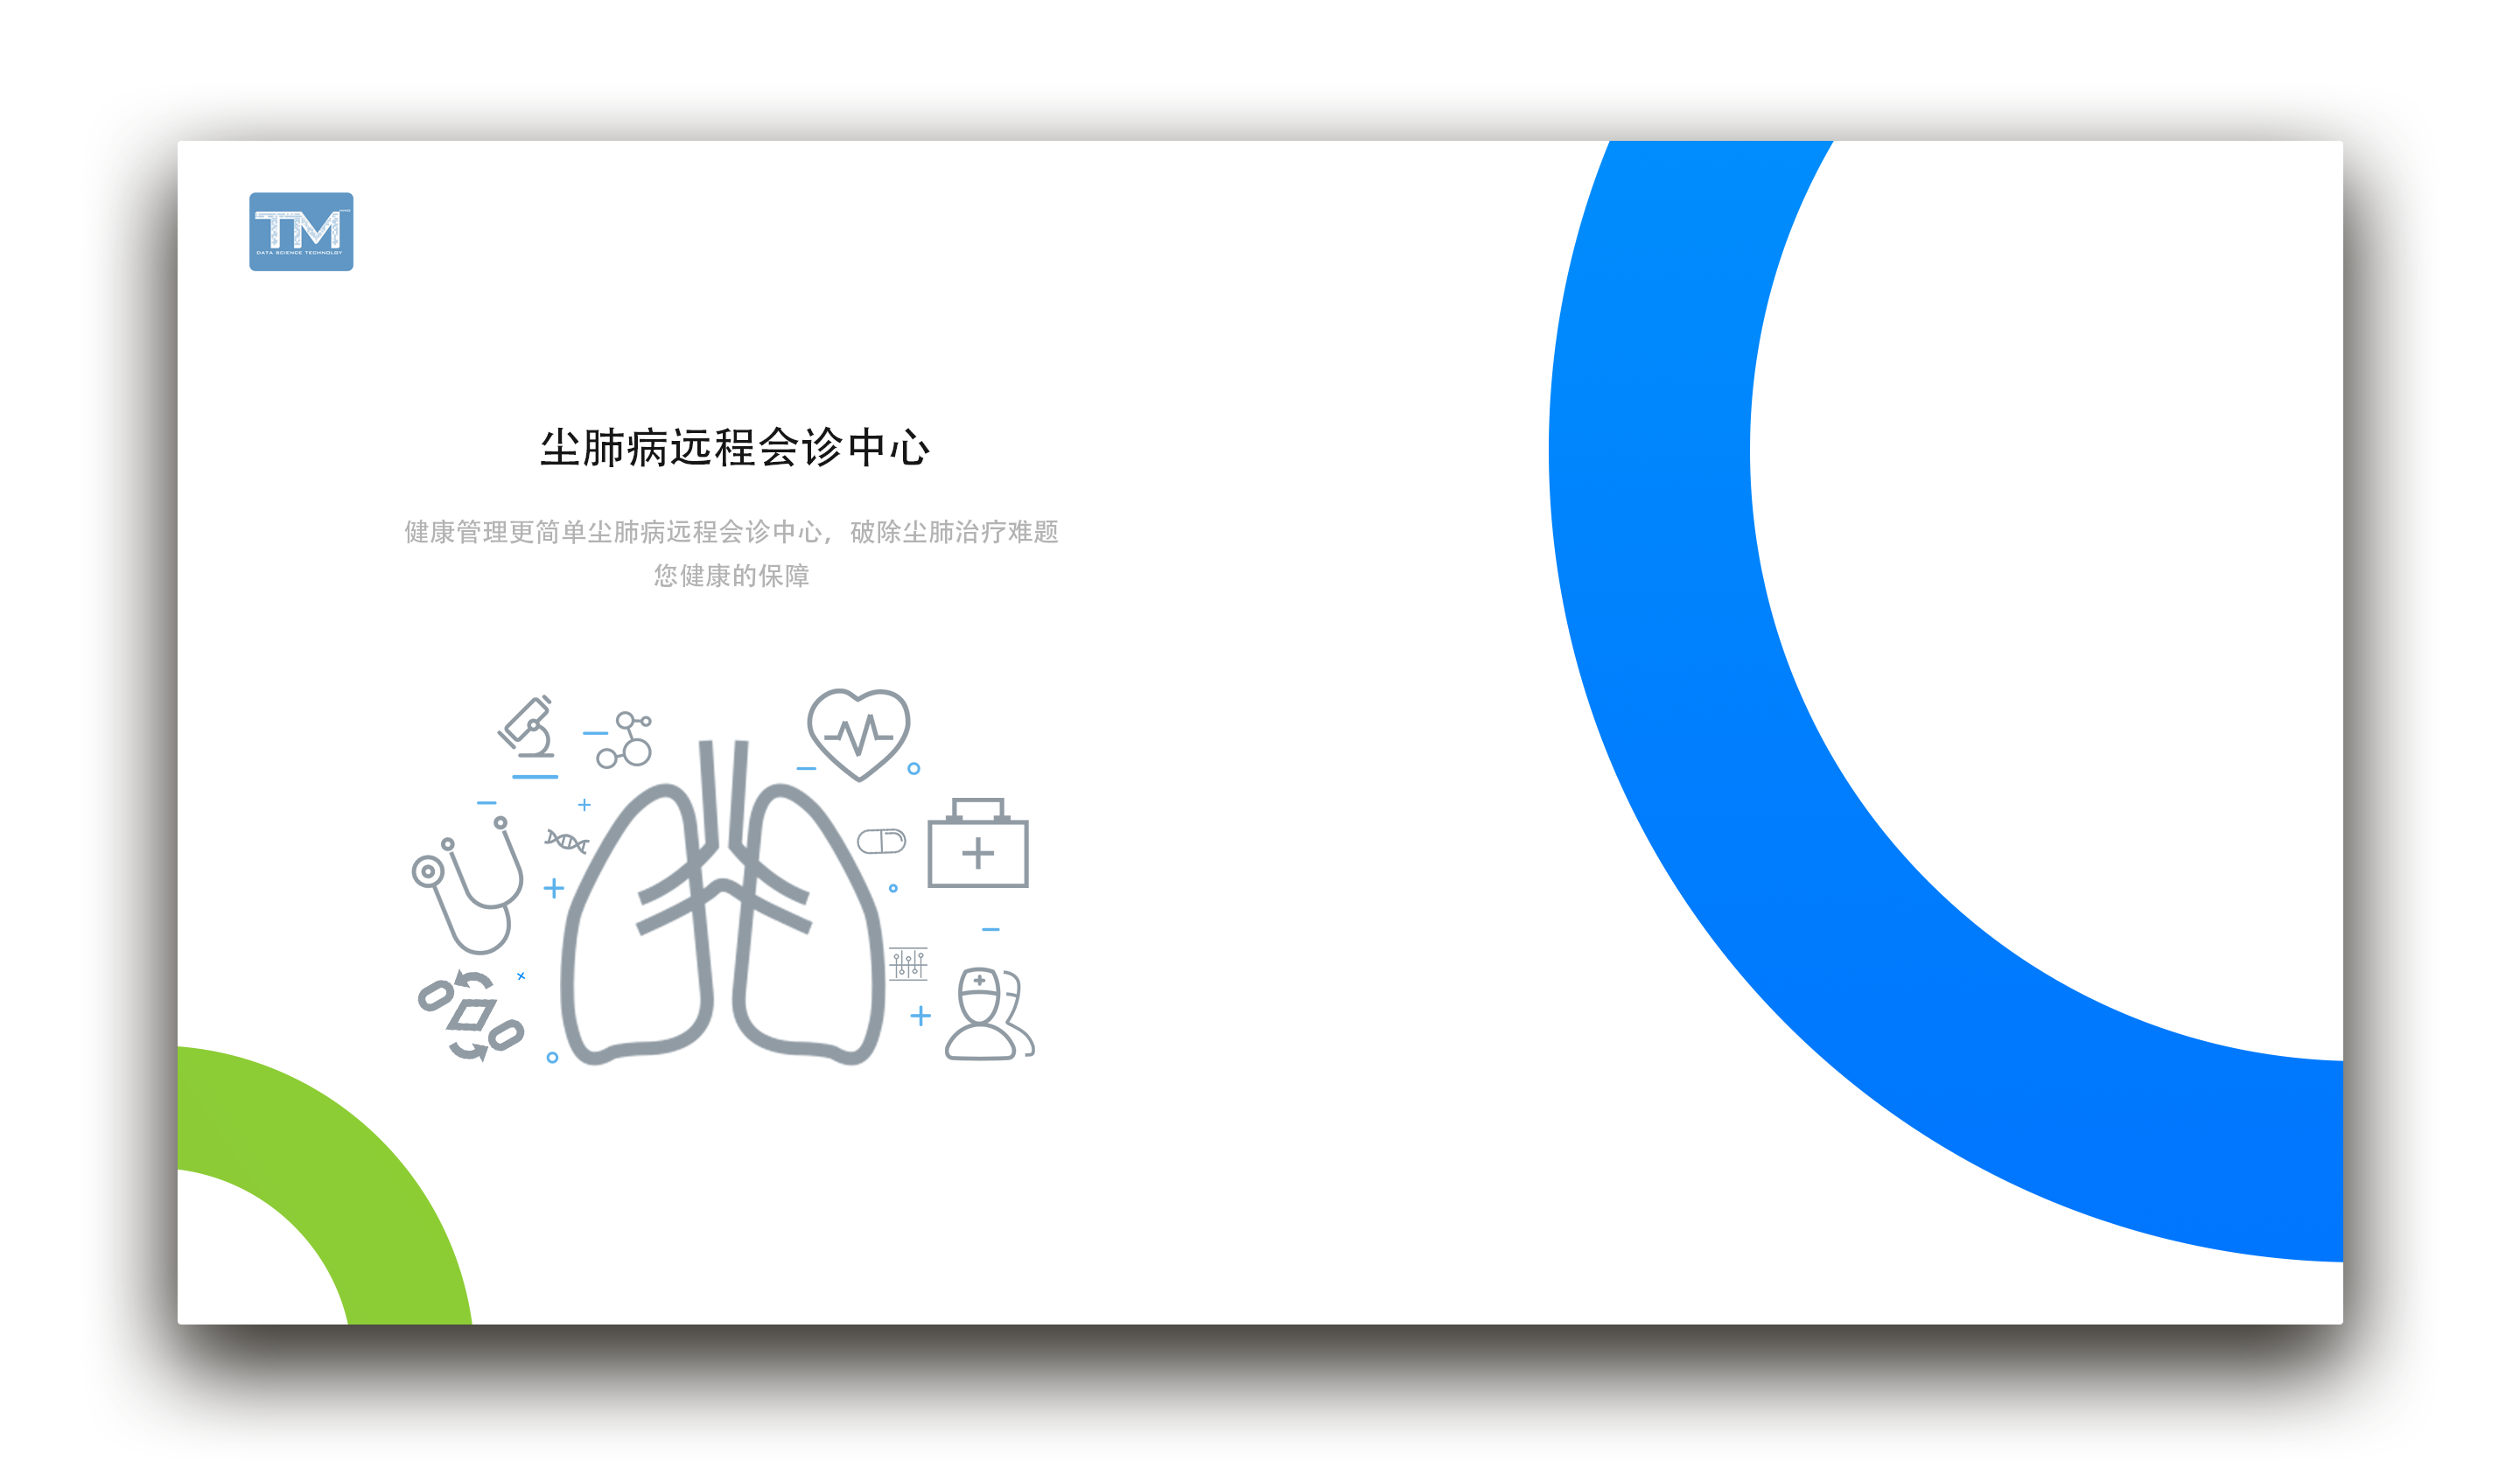 TM
DATA SCIENCE TECHNOLGY
尘肺病远程会诊中心
健康管理更简单尘肺病远程会诊中心，破除尘肺治疗难题
您健康的保障